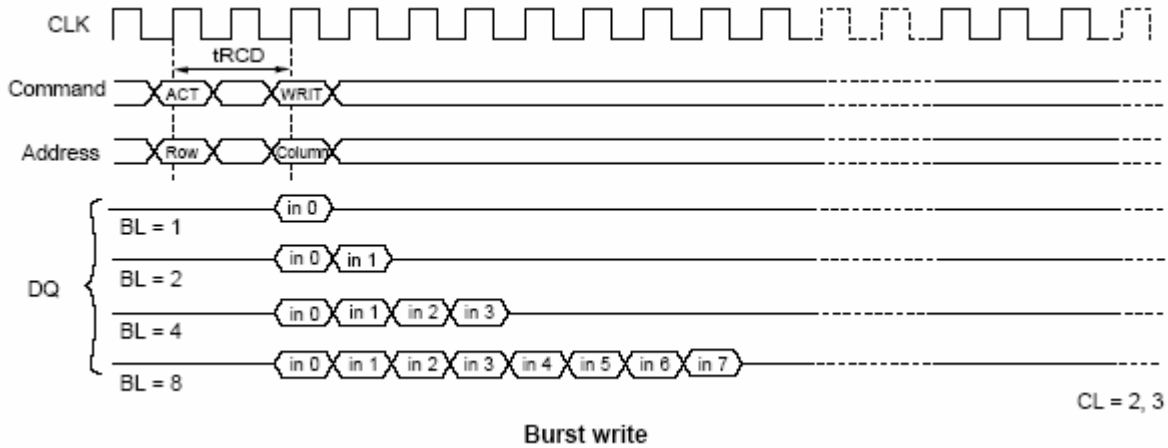 CLK
tRCD
Command ACT WRIT
Address Row Column
in 0
BL = 1
in 0 in 1
BL = 2
DQ
in 0 in 1 in 2 in 3
BL = 4
in 0 in 1 in 2 in 3 in 4 in 5 in 6 in 7
BL = 8
CL = 2, 3
Burst write